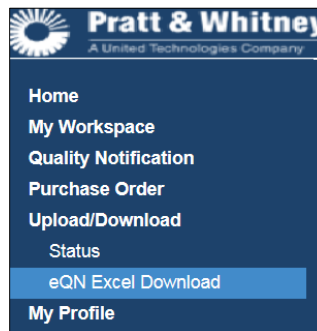 Pratt & Whitney
A United Technologies Company
Home
My Workspace
Quality Notification
Purchase Order
Upload/Download
Status
eQN Excel Download
My Profile